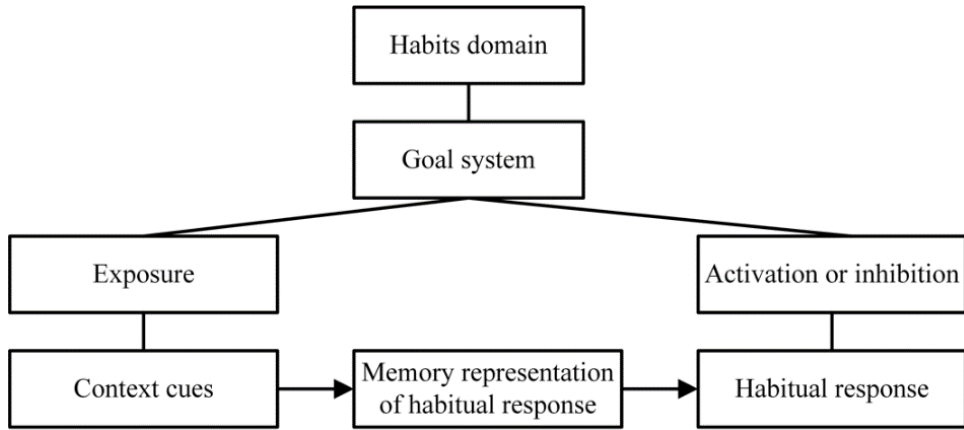 Habits domain
Goal system
Exposure
Activation or inhibition
Context cues
Memory representation
of habitual response
Habitual response